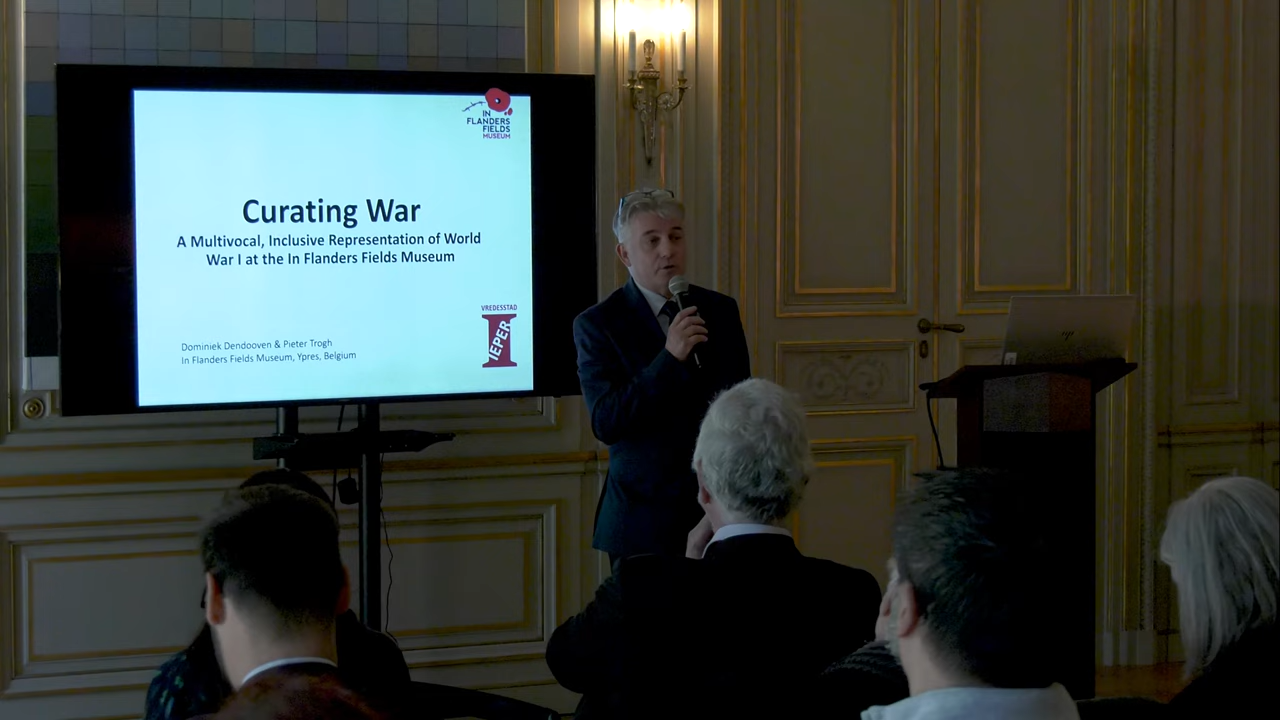 IN
FLANDERS
FIELDS
MUSEUM
Curating War
A Multivocal, Inclusive Representation of World
War I at the In Flanders Fields Museum
VREDESSTAD
IEPER
Dominiek Dendooven & Pieter Trogh
In Flanders Fields Museum, Ypres, Belgium
hp